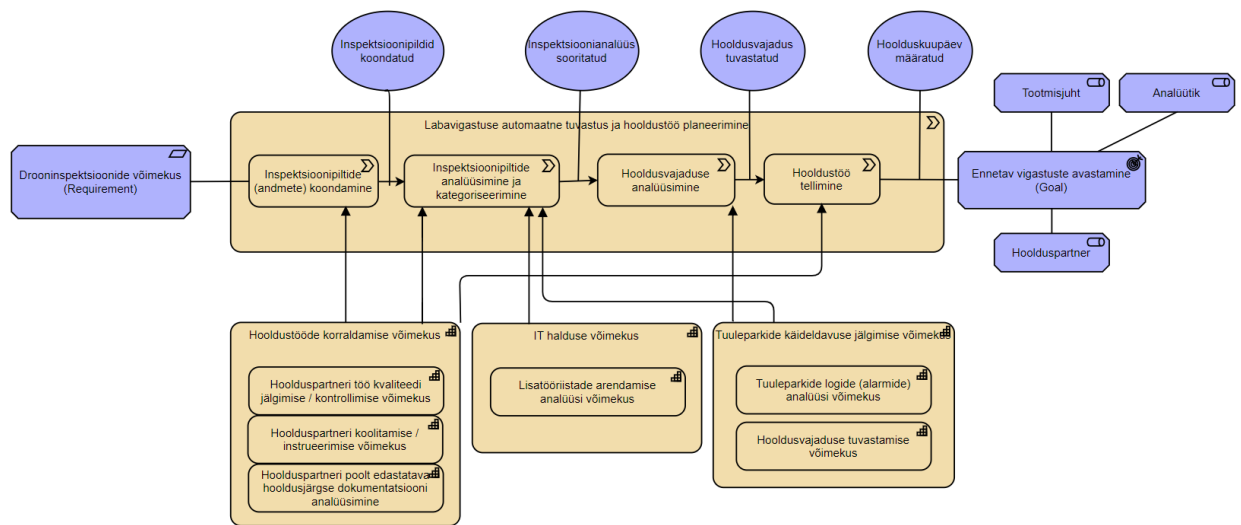 Inspektsioonipildid
koondatud
Inspektsioonianalüüs
sooritatud
Hooldusvajadus
tuvastatud
Hoolduskuupäev
määratud
Tootmisjuht
Analüütik
Labavigastuse automaatne tuvastus ja hooldustöö planeerimine
Drooninspektsioonide võimekus
(Requirement)
Inspektsioonipiltide
(andmete) koondamine
Inspektsioonipiltide
analüüsimine ja
kategoriseerimine
Hooldusvajaduse
analüüsimine
Hooldustöö
tellimine
Ennetav vigastuste avastamine
(Goal)
Hoolduspartner
Hooldustööde korraldamise võimekus
Hoolduspartneri töö kvaliteedi
jälgimise / kontrollimise võimekus
Hoolduspartneri koolitamise /
instrueerimise võimekus
Hoolduspartneri poolt edastatava
hooldusjärgse dokumentatsiooni
analüüsimine
IT halduse võimekus
Lisatööriistade arendamise
analüüsi võimekus
Tuuleparkide käideldavuse jälgimise võimekus
Tuuleparkide logide (alarmide)
analüüsi võimekus
Hooldusvajaduse tuvastamise
võimekus